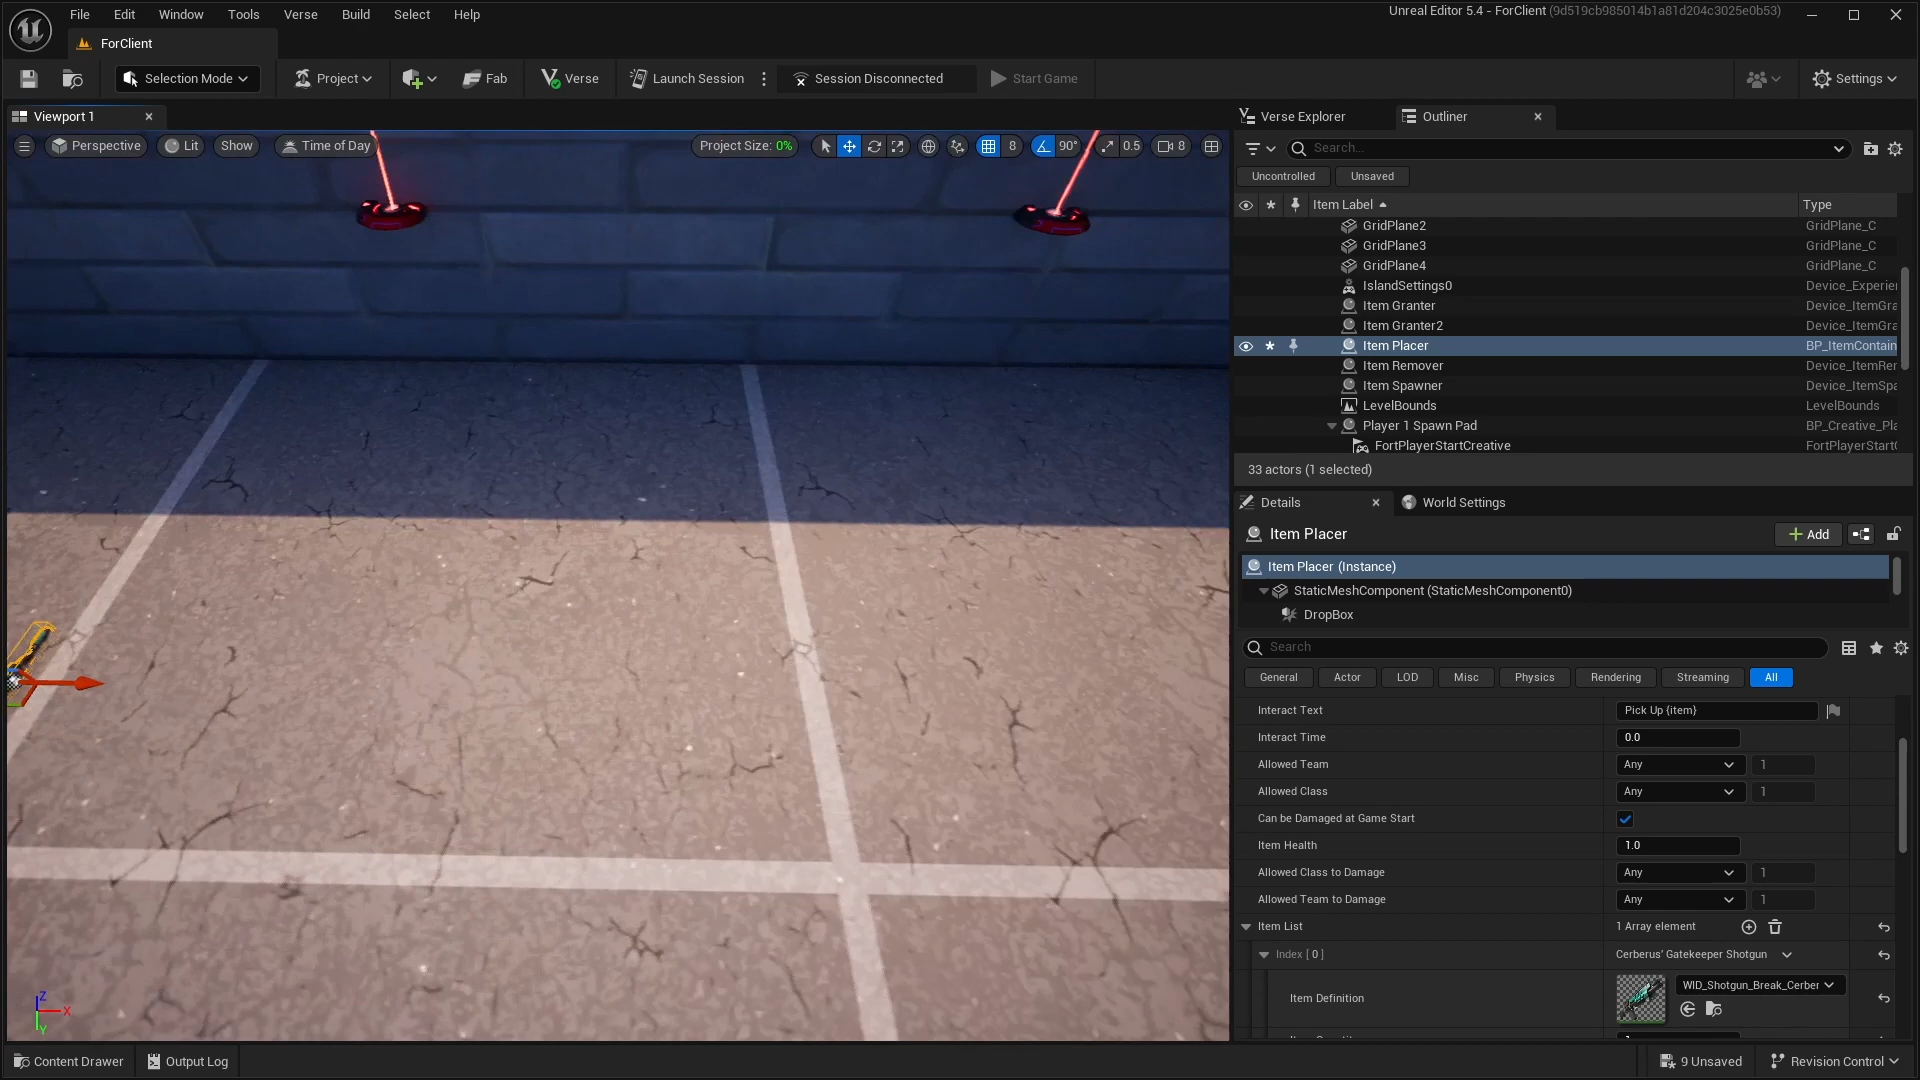 File Edit Window Tools Verse Build Select Help
Unreal Editor 5.4 - ForClient (9d519cb985014b1a81d204c3025e0b53)
ForClient
Selection Mode Project Fab Verse Launch Session Session Disconnected Start Game Settings
Viewport 1
Perspective Lit Show Time of Day Project Size: 0% 8 90° 0.5 8
Verse Explorer Outliner
Search...
Uncontrolled Unsaved
Item Label Type
GridPlane2 GridPlane_C
GridPlane3 GridPlane_C
GridPlane4 GridPlane_C
IslandSettings0 Device_Experien
Item Granter Device_ItemGra
Item Granter2 Device_ItemGra
Item Placer BP_ItemContain
Item Remover Device_ItemRer
Item Spawner Device_ItemSpa
LevelBounds LevelBounds
Player 1 Spawn Pad BP_Creative_Pla
FortPlayerStartCreative FortPlayerStart
33 actors (1 selected)
Details World Settings
Item Placer Add
Item Placer (Instance)
StaticMeshComponent (StaticMeshComponent0)
DropBox
Search
General Actor LOD Misc Physics Rendering Streaming All
Interact Text Pick Up {item}
Interact Time 0.0
Allowed Team Any 1
Allowed Class Any 1
Can be Damaged at Game Start
Item Health 1.0
Allowed Class to Damage Any 1
Allowed Team to Damage Any 1
Item List 1 Array element
Index [ 0 ] Cerberus' Gatekeeper Shotgun
Item Definition WID_Shotgun_Break_Cerber
Z
X
Y
Content Drawer Output Log 9 Unsaved Revision Control